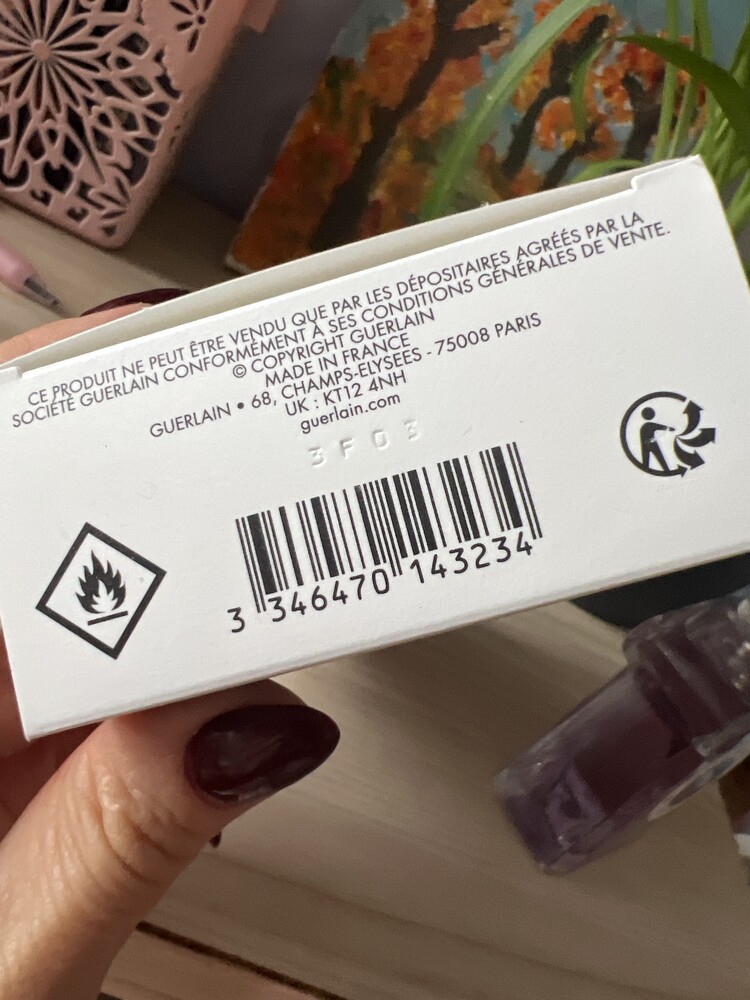 CE PRODUIT NE PEUT ÊTRE VENDU QUE PAR LES DÉPOSITAIRES AGRÉÉS PAR LA
SOCIÉTÉ GUERLAIN CONFORMÉMENT À SES CONDITIONS GÉNÉRALES DE VENTE.
© COPYRIGHT GUERLAIN
MADE IN FRANCE
GUERLAIN • 68, CHAMPS-ELYSEES - 75008 PARIS
UK : KT12 4NH
guerlain.com
3F03
3 346470 143234